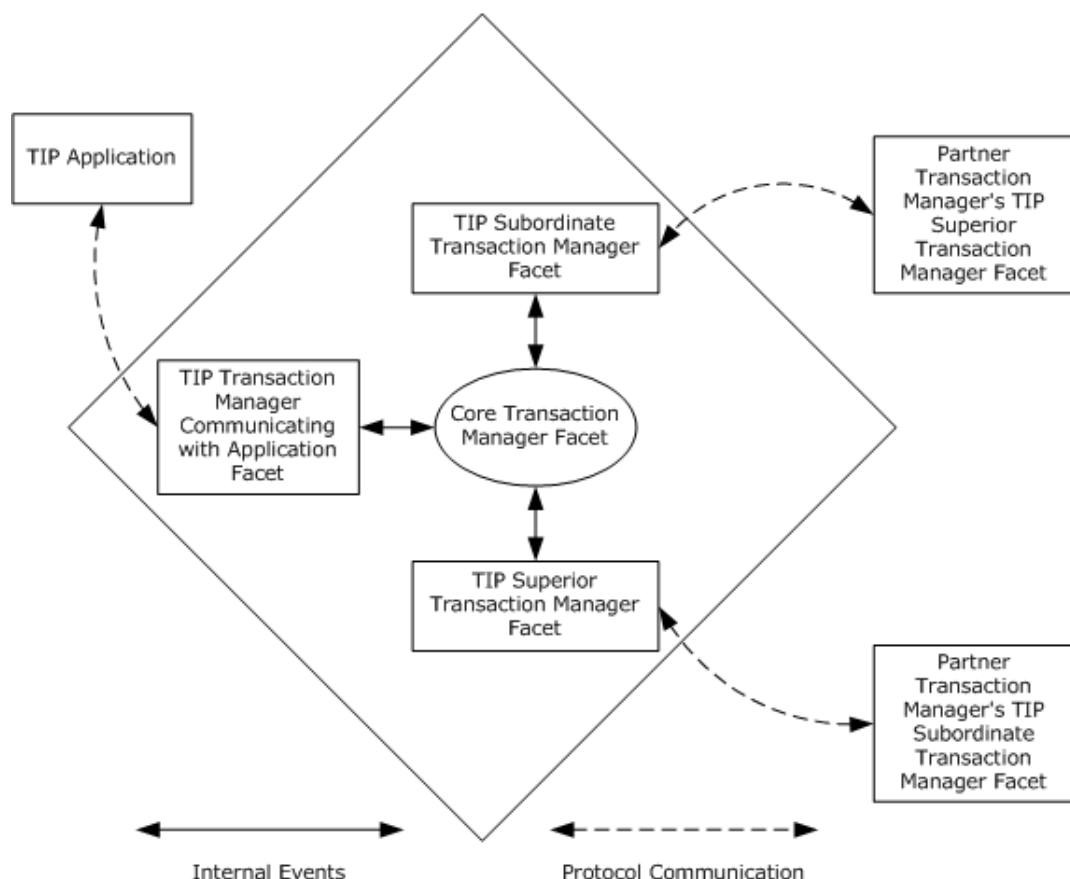 TIP Application
Partner
Transaction
Manager's TIP
Superior
Transaction
Manager Facet
TIP Subordinate
Transaction Manager
Facet
TIP Transaction
Manager
Communicating
with Application
Facet
Core Transaction
Manager Facet
TIP Superior
Transaction Manager
Facet
Partner
Transaction
Manager's TIP
Subordinate
Transaction
Manager Facet
Internal Events
Protocol Communication